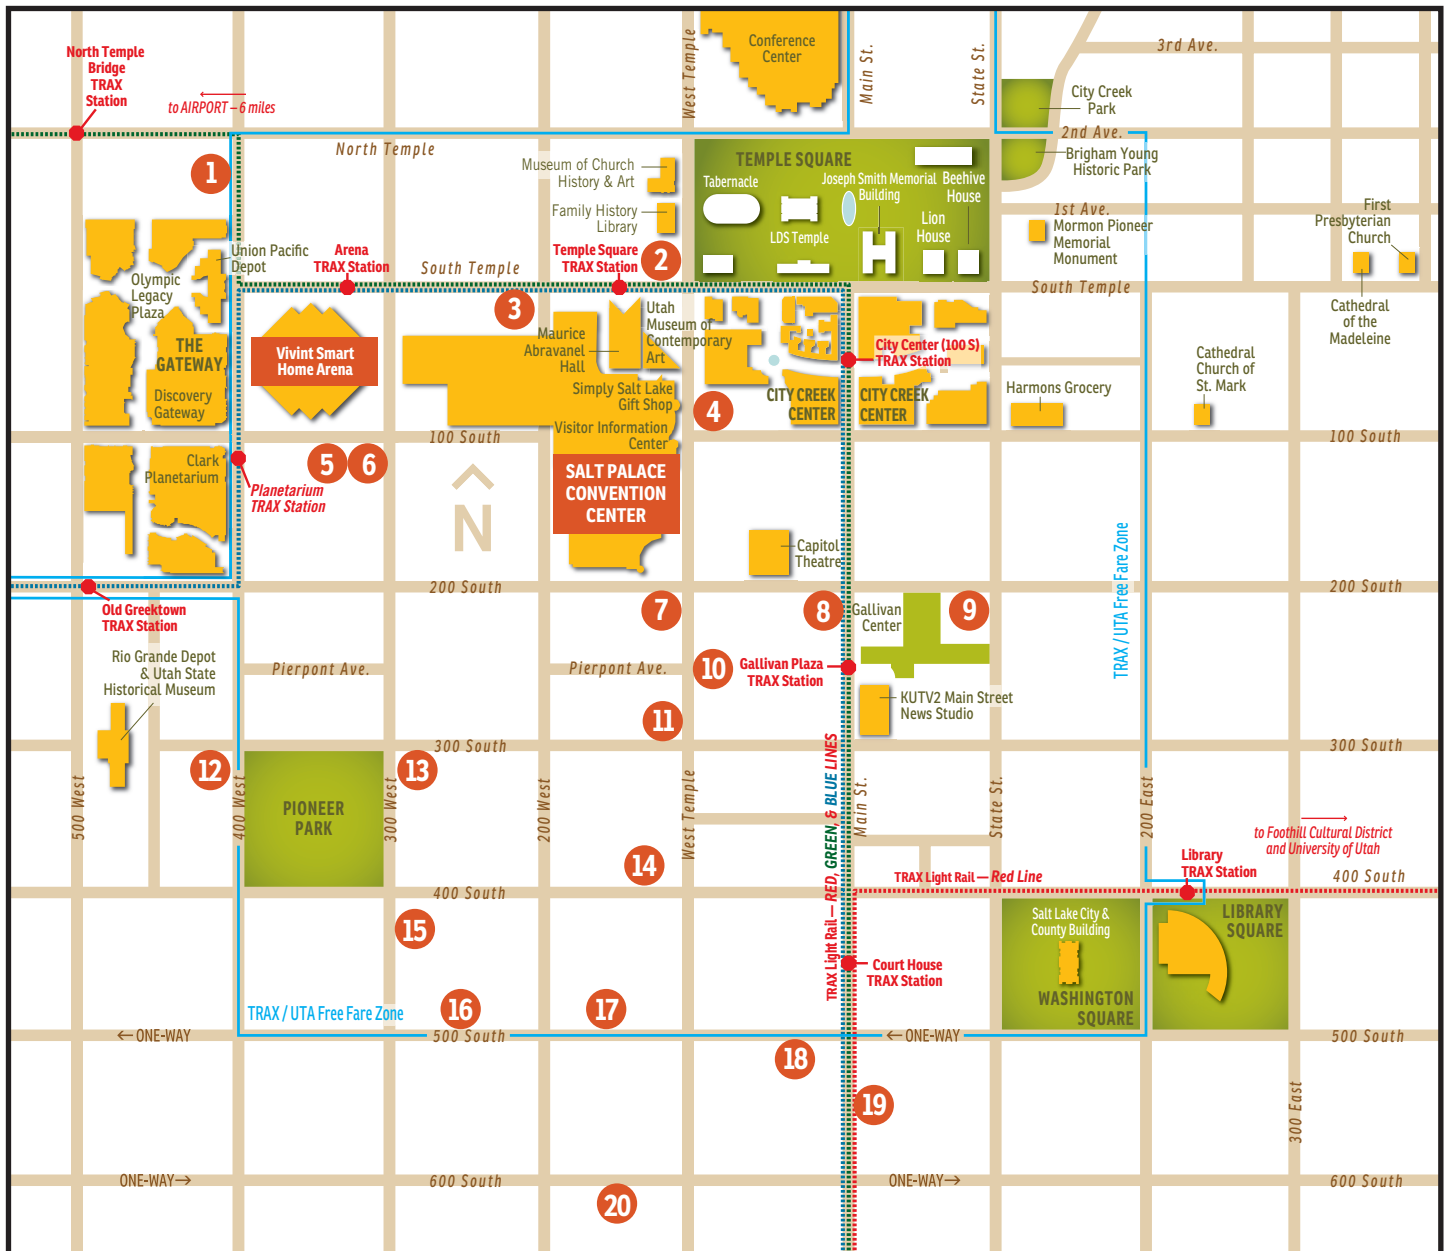 North Temple
Bridge
TRAX
Station
to AIRPORT – 6 miles
Conference
Center
West Temple
Main St.
State St.
3rd Ave.
City Creek
Park
2nd Ave.
Brigham Young
Historic Park
1st Ave.
North Temple
1
Museum of Church
History & Art
Family History
Library
TEMPLE SQUARE
Tabernacle
Joseph Smith Memorial
Building
Beehive
House
LDS Temple
Lion
House
Mormon Pioneer
Memorial
Monument
First
Presbyterian
Church
Cathedral
of the
Madeleine
Union Pacific
Depot
Olympic
Legacy
Plaza
Arena
TRAX Station
South Temple
Temple Square
TRAX Station
2
South Temple
3
THE
GATEWAY
Discovery
Gateway
Vivint Smart
Home Arena
Maurice
Abravanel
Hall
Utah
Museum of
Contemporary
Art
Simply Salt Lake
Gift Shop
Visitor Information
Center
SALT PALACE
CONVENTION
CENTER
4
CITY CREEK
CENTER
CITY CREEK
CENTER
City Center (100 S)
TRAX Station
Harmons Grocery
Cathedral
Church of
St. Mark
100 South
100 South
Clark
Planetarium
Planetarium
TRAX Station
5
6
N
Capitol
Theatre
TRAX / UTA Free Fare Zone
200 South
200 South
Old Greektown
TRAX Station
7
8
Gallivan
Center
9
Rio Grande Depot
& Utah State
Historical Museum
Pierpont Ave.
Pierpont Ave.
10
Gallivan Plaza
TRAX Station
KUTV2 Main Street
News Studio
11
300 South
300 South
12
13
500 West
400 West
PIONEER
PARK
300 West
200 West
West Temple
TRAX Light Rail — RED, GREEN, & BLUE LINES
Main St.
State St.
200 East
to Foothill Cultural District
and University of Utah
14
Library
TRAX Station
TRAX Light Rail — Red Line
400 South
400 South
15
Salt Lake City &
County Building
LIBRARY
SQUARE
Court House
TRAX Station
WASHINGTON
SQUARE
TRAX / UTA Free Fare Zone
16
17
ONE-WAY
500 South
ONE-WAY
500 South
18
19
300 East
ONE-WAY
600 South
ONE-WAY
600 South
20